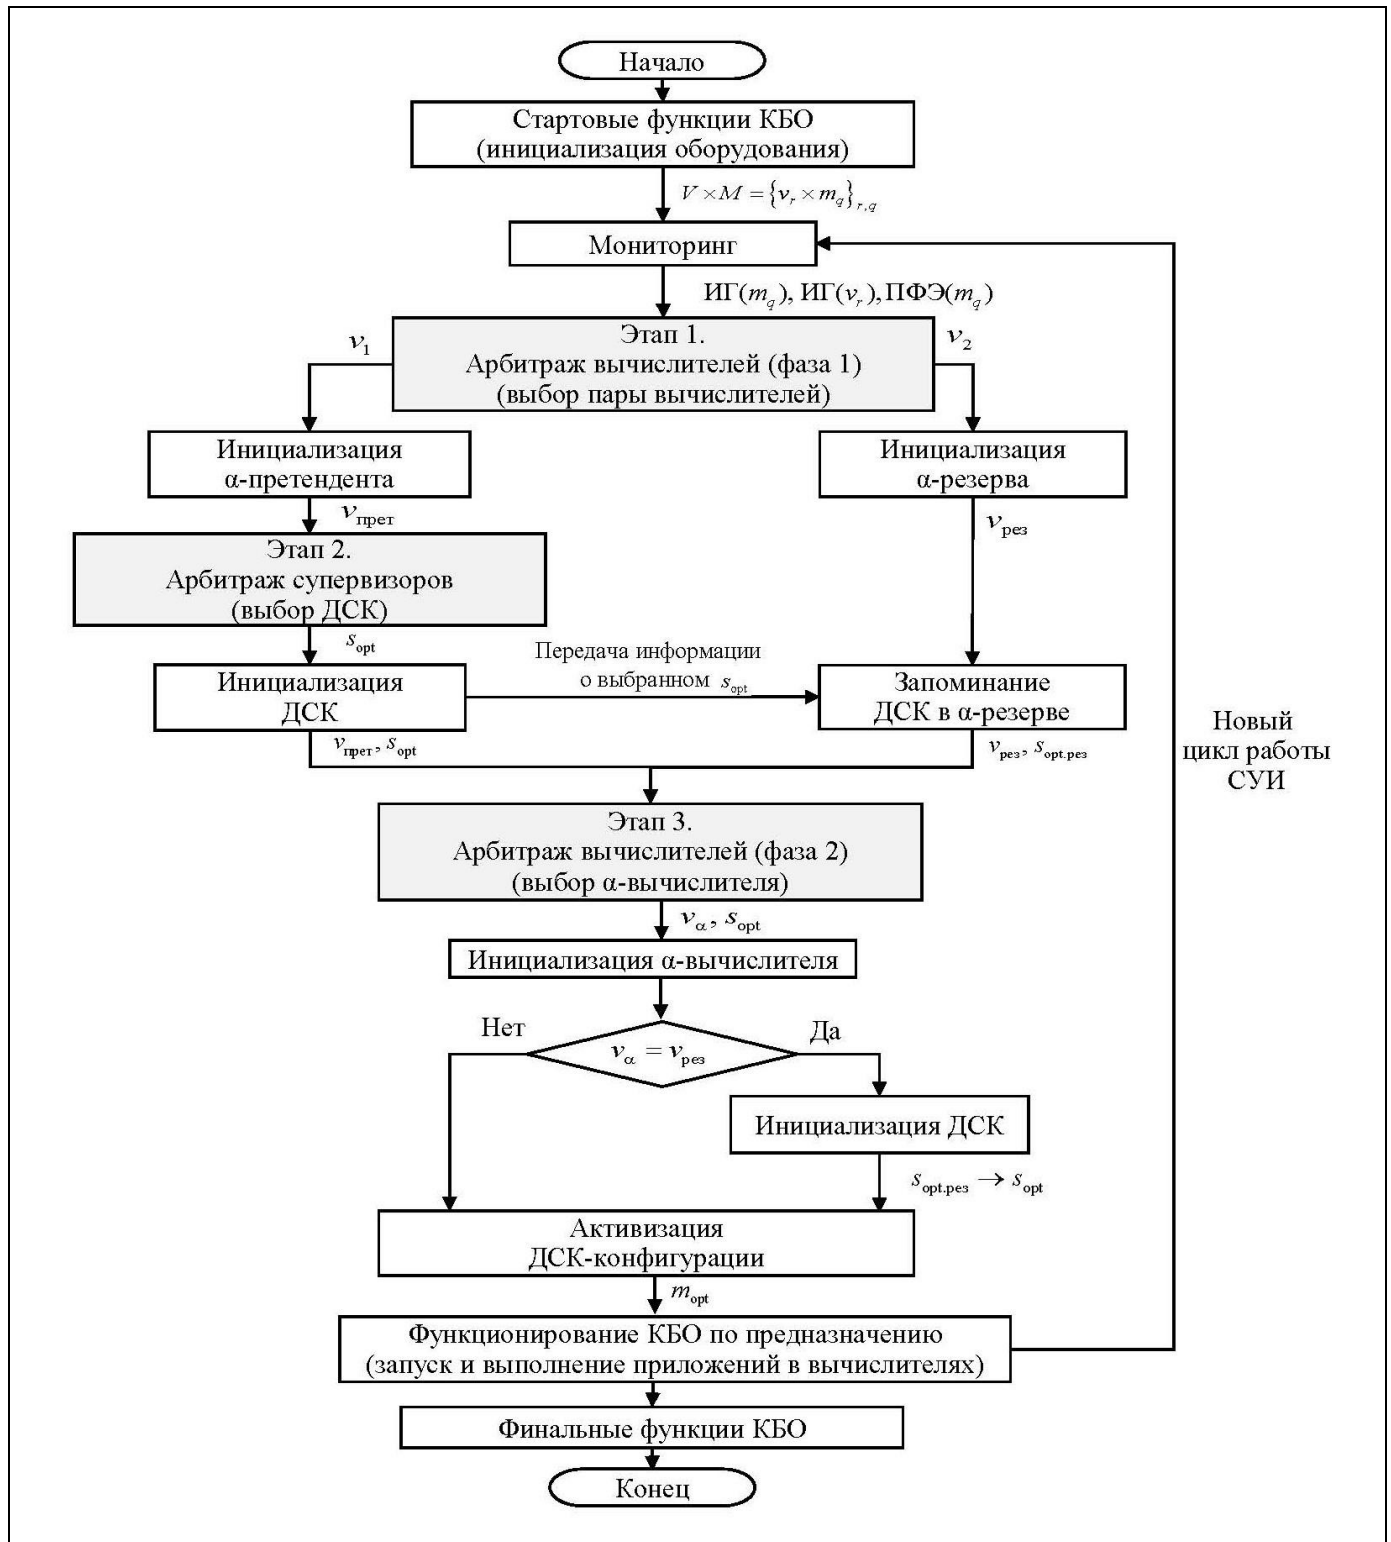 Начало
Стартовые функции КБО
(инициализация оборудования)
V × M = {v_r × m_q}_{r,q}
Мониторинг
ИГ(m_q), ИГ(v_r), ПФЭ(m_q)
v_1
Этап 1.
Арбитраж вычислителей (фаза 1)
(выбор пары вычислителей)
v_2
Инициализация
α-претендента
Инициализация
α-резерва
v_прет
v_рез
Этап 2.
Арбитраж супервизоров
(выбор ДСК)
s_opt
Инициализация
ДСК
Передача информации
о выбранном s_opt
Запоминание
ДСК в α-резерве
Новый
цикл работы
СУИ
v_прет, s_opt
v_рез, s_opt.рез
Этап 3.
Арбитраж вычислителей (фаза 2)
(выбор α-вычислителя)
v_α, s_opt
Инициализация α-вычислителя
Нет
v_α = v_рез
Да
Инициализация ДСК
s_opt.рез → s_opt
Активизация
ДСК-конфигурации
m_opt
Функционирование КБО по предназначению
(запуск и выполнение приложений в вычислителях)
Финальные функции КБО
Конец